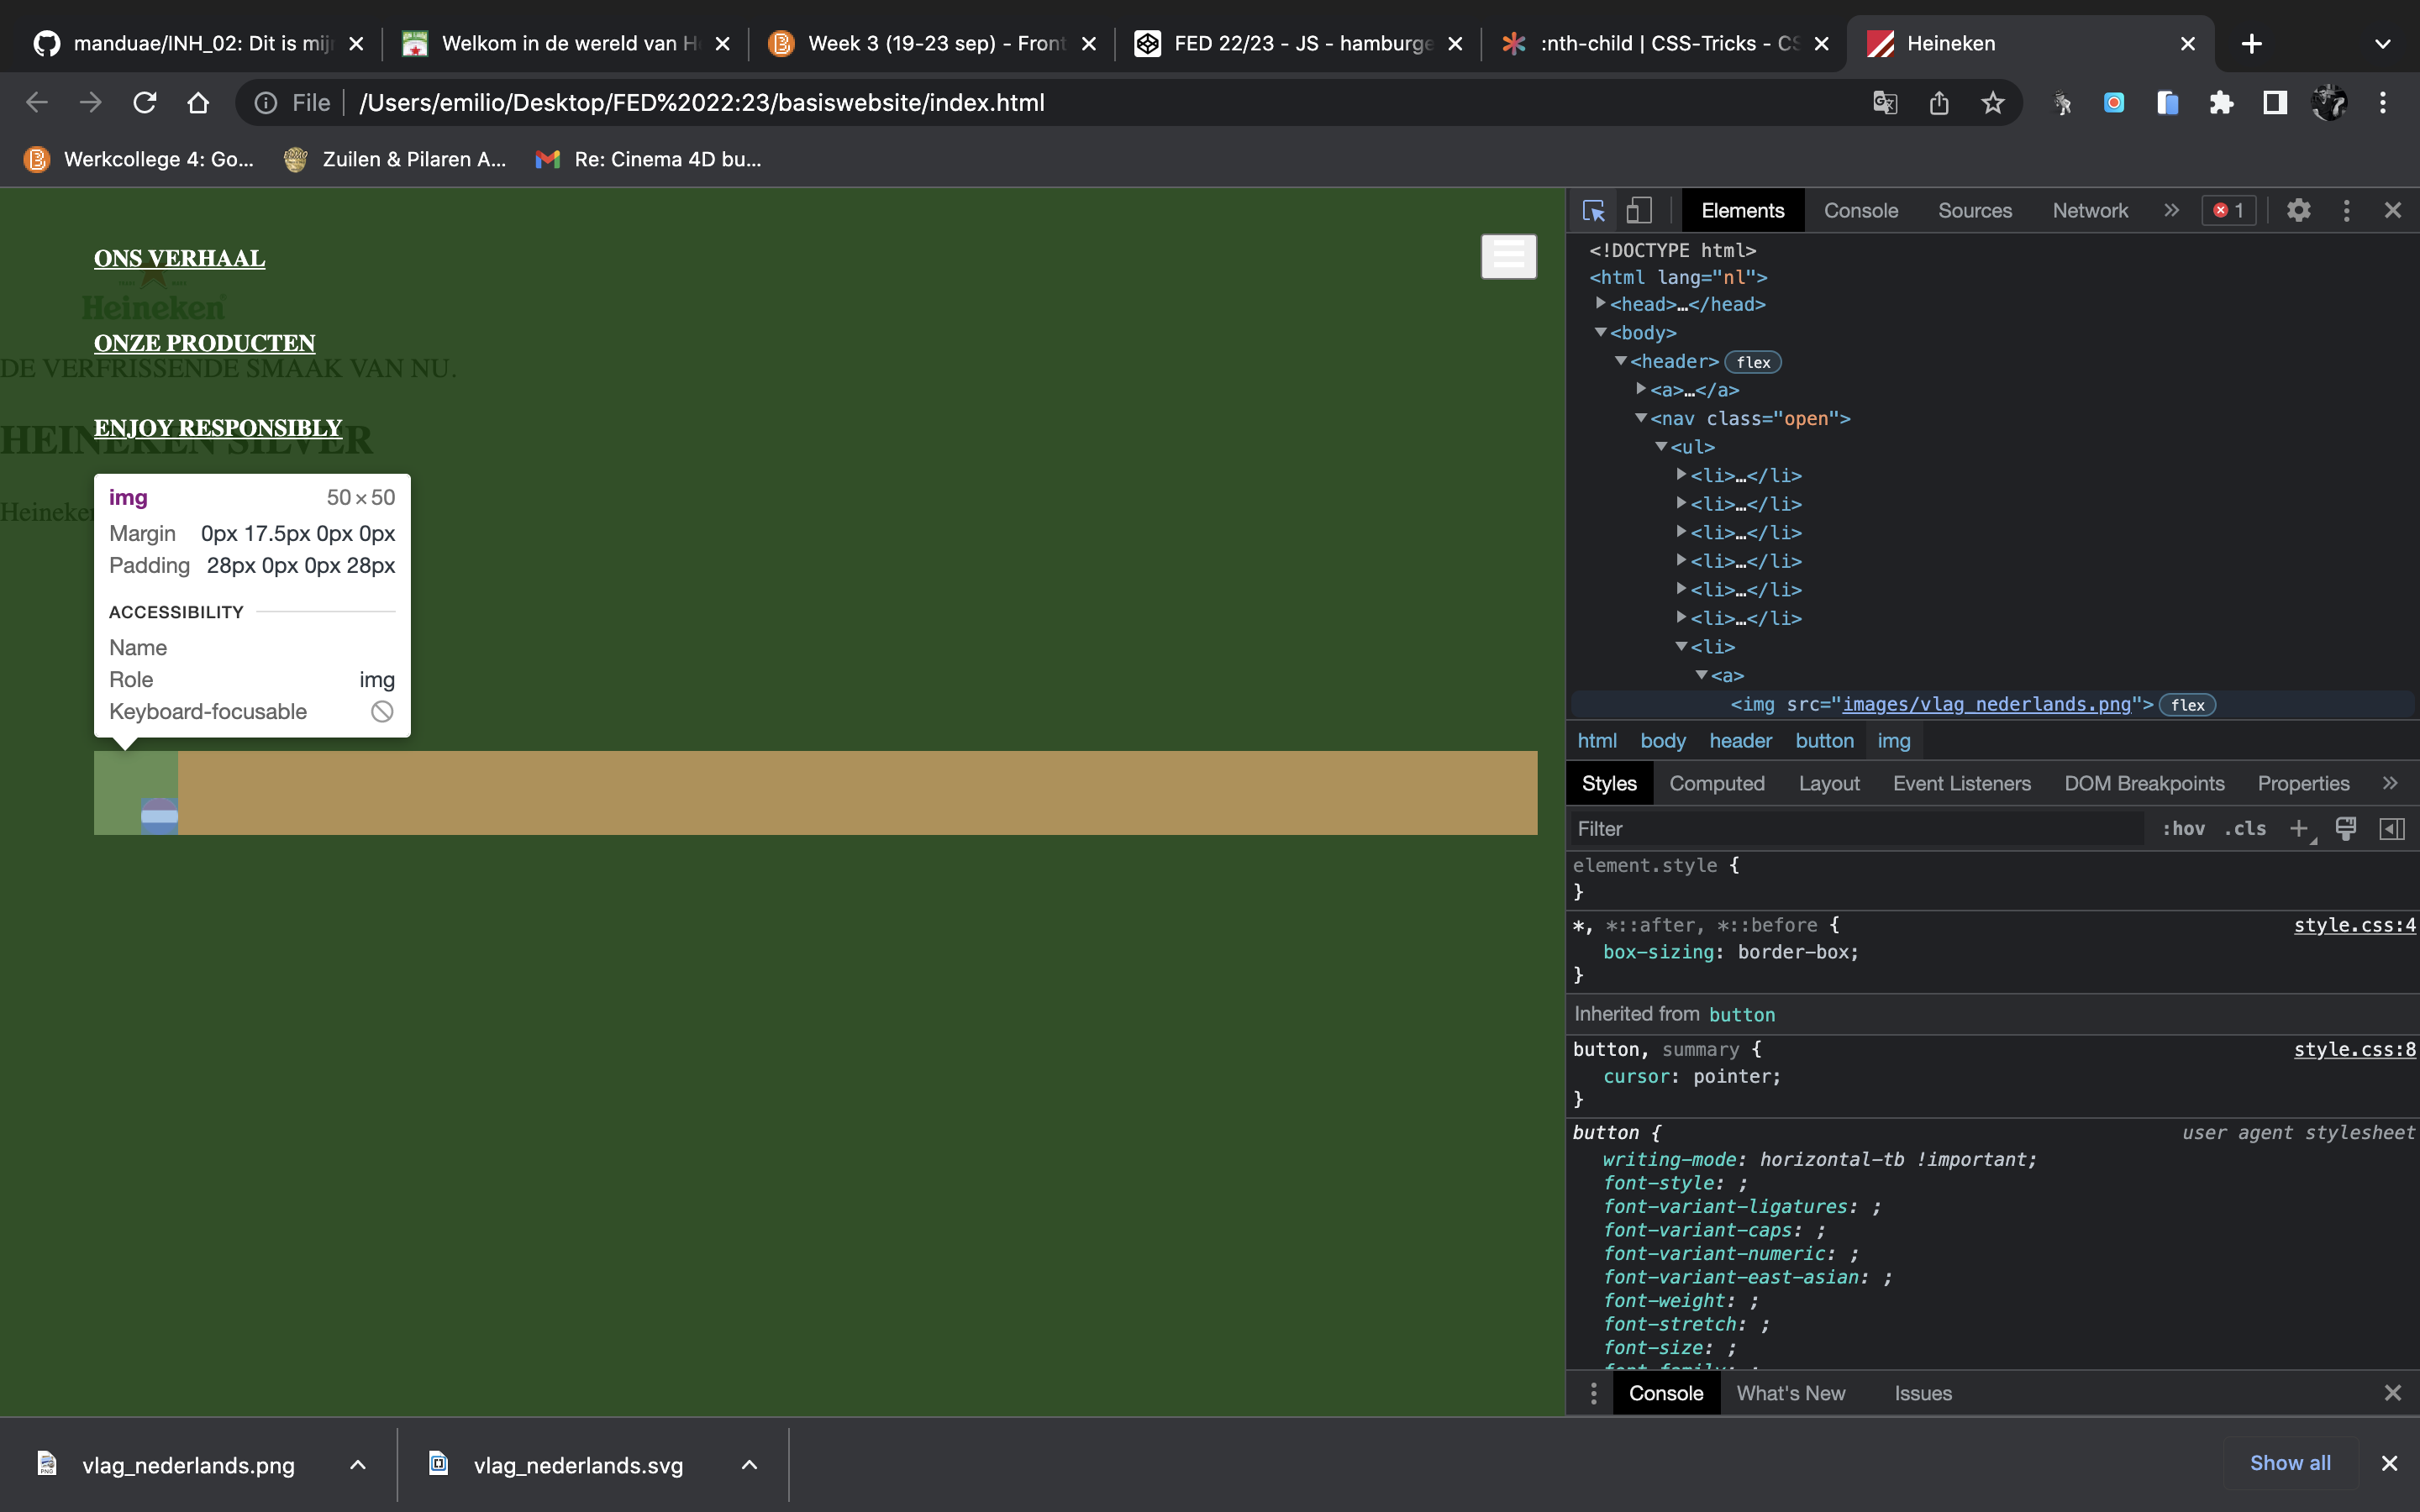 manduae/INH_02: Dit is mij
Welkom in de wereld van He
Week 3 (19-23 sep) - Front
FED 22/23 - JS - hamburge
:nth-child | CSS-Tricks - CS
Heineken
File
/Users/emilio/Desktop/FED%2022:23/basiswebsite/index.html
Werkcollege 4: Go...
Zuilen & Pilaren A...
Re: Cinema 4D bu...
ONS VERHAAL
Heineken
ONZE PRODUCTEN
DE VERFRISSENDE SMAAK VAN NU.
ENJOY RESPONSIBLY
HEINEKEN SILVER
Heineken
img 50×50
Margin 0px 17.5px 0px 0px
Padding 28px 0px 0px 28px
ACCESSIBILITY
Name
Role img
Keyboard-focusable
Elements Console Sources Network » 1
<!DOCTYPE html>
<html lang="nl">
<head>…</head>
<body>
<header> flex
<a>…</a>
<nav class="open">
<ul>
<li>…</li>
<li>…</li>
<li>…</li>
<li>…</li>
<li>…</li>
<li>…</li>
<li>
<a>
<img src="images/vlag_nederlands.png"> flex
html body header button img
Styles Computed Layout Event Listeners DOM Breakpoints Properties »
Filter :hov .cls +
element.style {
}
*, *::after, *::before { style.css:4
box-sizing: border-box;
}
Inherited from button
button, summary { style.css:8
cursor: pointer;
}
button { user agent stylesheet
writing-mode: horizontal-tb !important;
font-style: ;
font-variant-ligatures: ;
font-variant-caps: ;
font-variant-numeric: ;
font-variant-east-asian: ;
font-weight: ;
font-stretch: ;
font-size: ;
font-family: ;
Console What's New Issues
vlag_nederlands.png
vlag_nederlands.svg
Show all